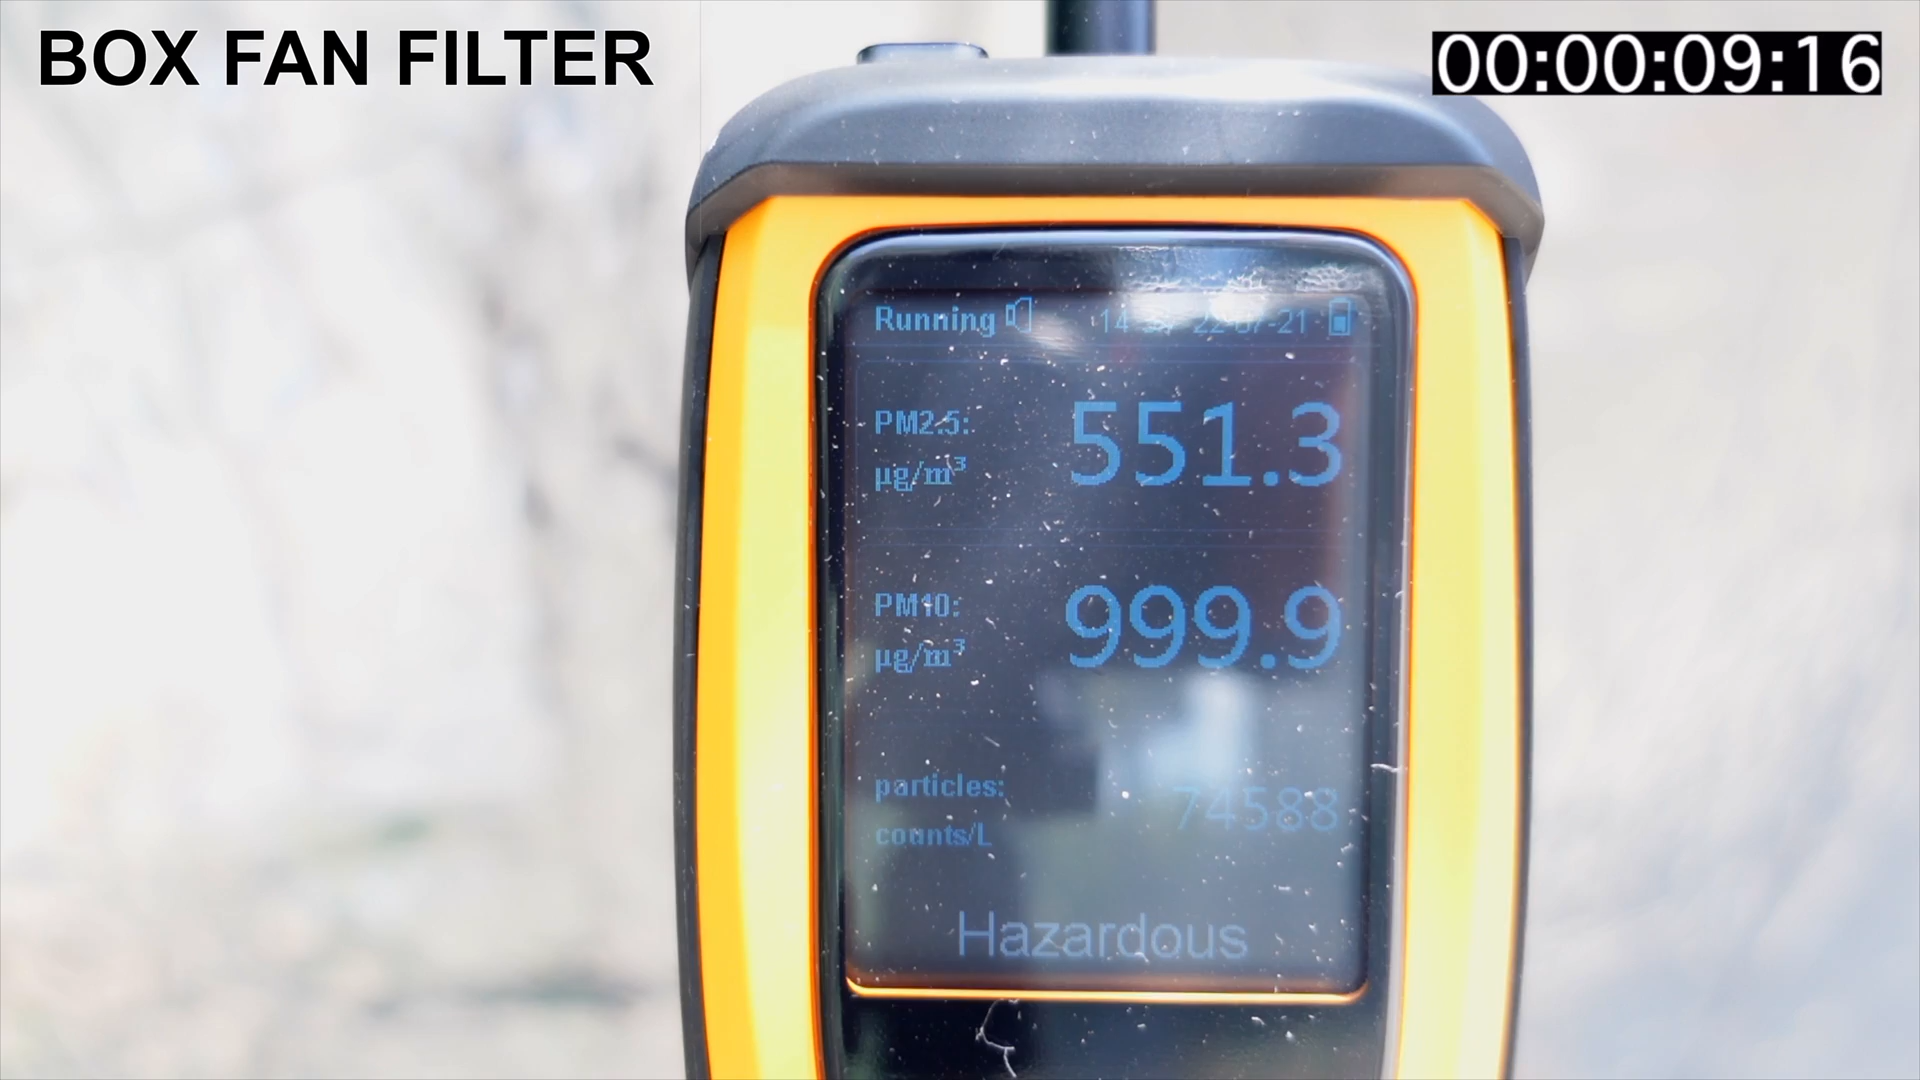 BOX FAN FILTER
00:00:09:16
Running
PM2.5:
µg/m³
551.3
PM10:
µg/m³
999.9
particles:
counts/L
74588
Hazardous